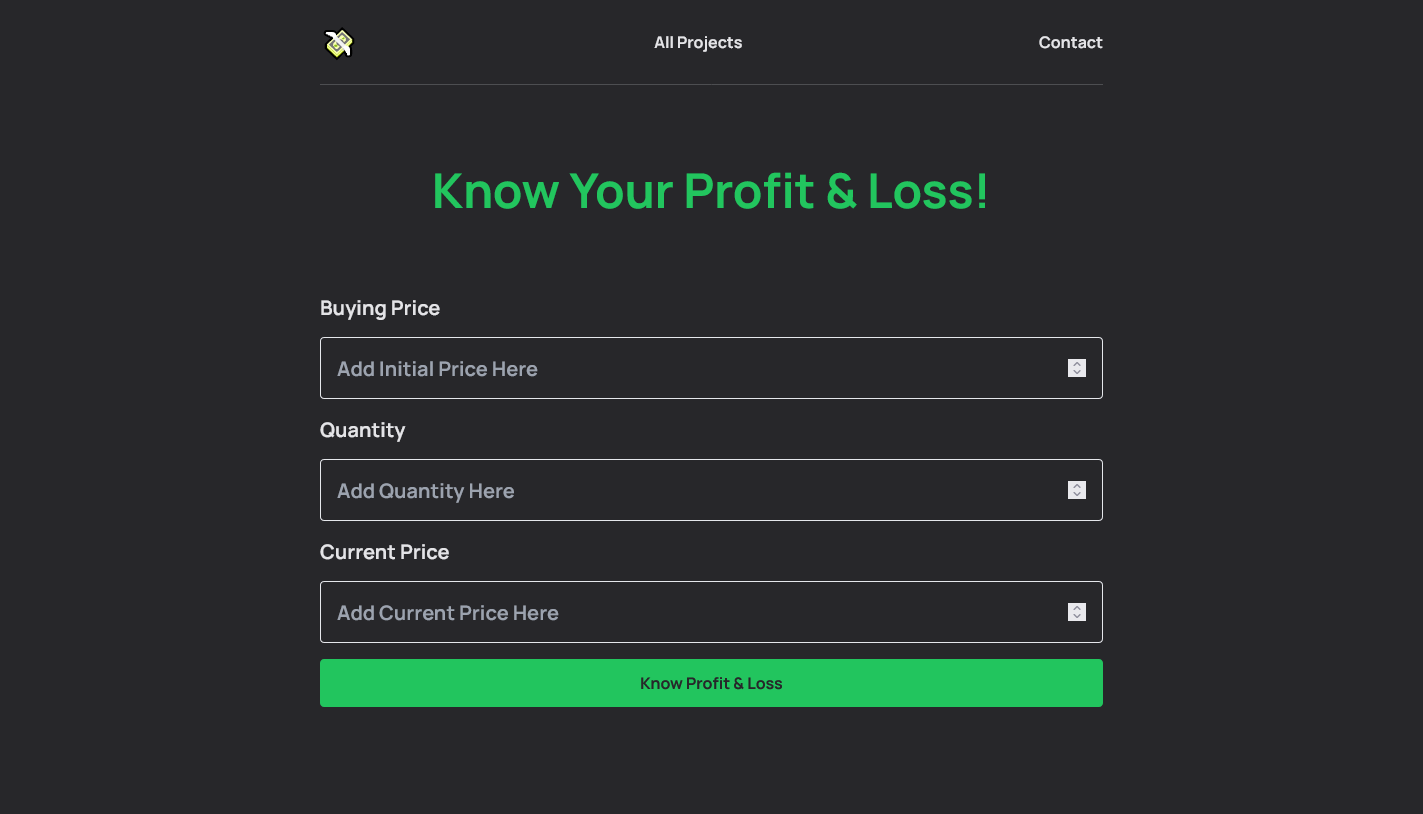 All Projects
Contact
Know Your Profit & Loss!
Buying Price
Add Initial Price Here
Quantity
Add Quantity Here
Current Price
Add Current Price Here
Know Profit & Loss